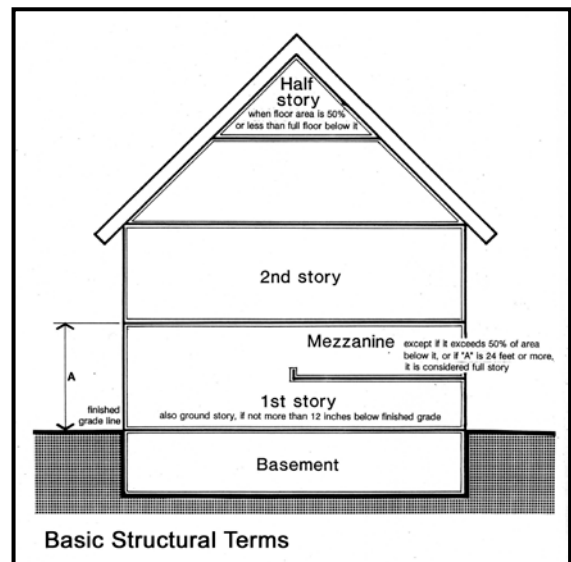 Half
story
when floor area is 50%
or less than full floor below it
2nd story
Mezzanine except if it exceeds 50% of area
below it, or if "A" is 24 feet or more,
it is considered full story
A
1st story
also ground story, if not more than 12 inches below finished grade
finished
grade line
Basement
Basic Structural Terms